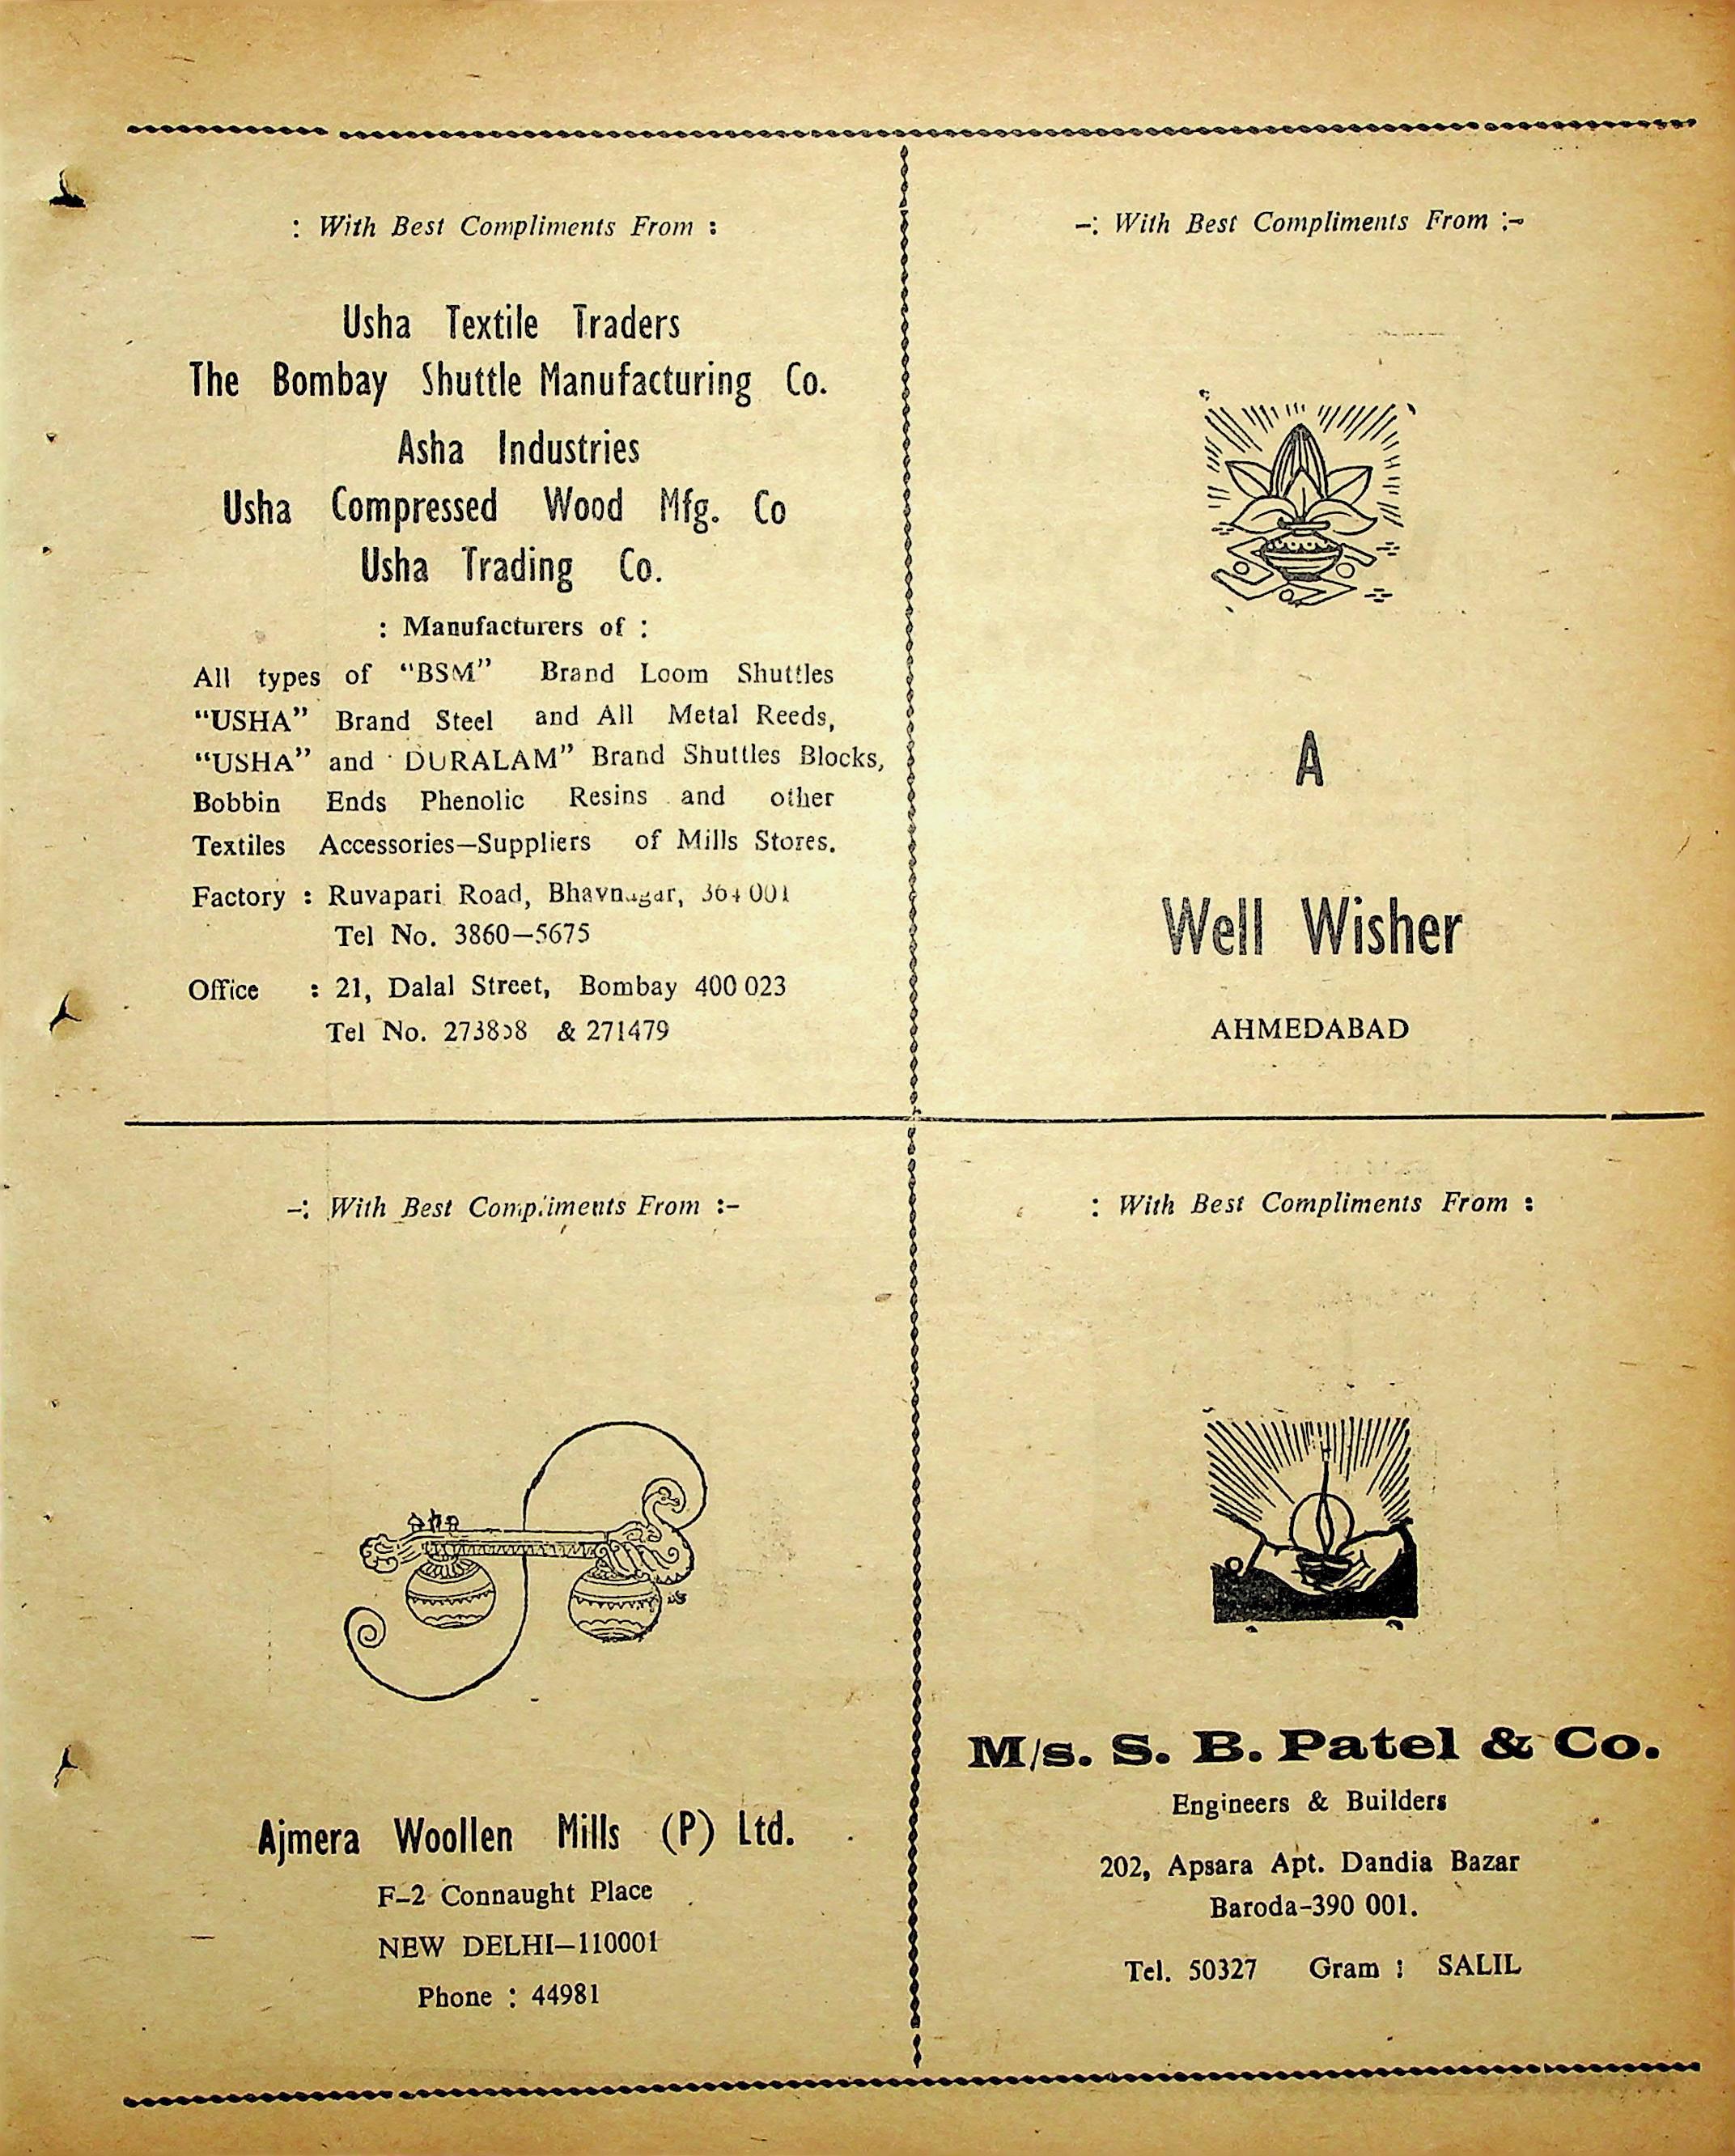 : With Best Compliments From :
Usha Textile Traders
The Bombay Shuttle Manufacturing Co.
Asha Industries
Usha Compressed Wood Mfg. Co
Usha Trading Co.
: Manufacturers of :
All types of “BSM” Brand Loom Shuttles
“USHA” Brand Steel and All Metal Reeds,
“USHA” and DURALAM” Brand Shuttles Blocks,
Bobbin Ends Phenolic Resins and other
Textiles Accessories—Suppliers of Mills Stores.
Factory : Ruvapari Road, Bhavnagar, 364 001
Tel No. 3860—5675
Office : 21, Dalal Street, Bombay 400 023
Tel No. & 271479
-: With Best Compliments From :-
A
Well Wisher
AHMEDABAD
-: With Best Compliments From :-
Ajmera Woollen Mills (P) Ltd.
F-2 Connaught Place
NEW DELHI—110001
Phone : 44981
: With Best Compliments From :
M/s. S. B. Patel & Co.
Engineers & Builders
202, Apsara Apt. Dandia Bazar
Baroda-390 001.
Tel. 50327 Gram : SALIL